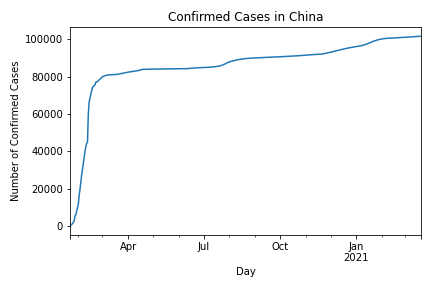 Confirmed Cases in China
Number of Confirmed Cases
100000
80000
60000
40000
20000
0
Apr
Jul
Oct
Jan
2021
Day